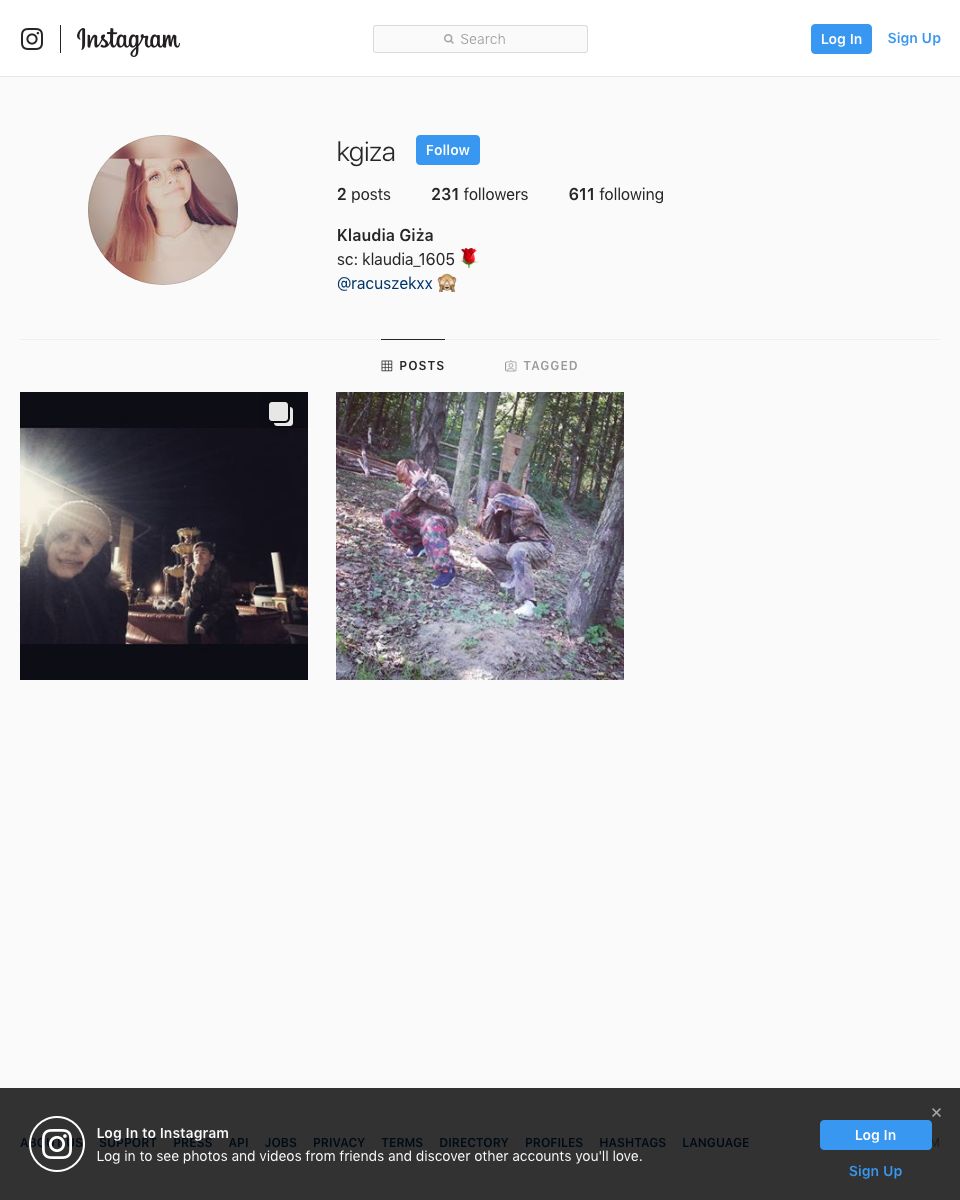 Instagram
Search
Log In
Sign Up
kgiza
Follow
2 posts
231 followers
611 following
Klaudia Giża
sc: klaudia_1605 🌹
@racuszekxx 🙈
POSTS
TAGGED
Log In to Instagram
Log in to see photos and videos from friends and discover other accounts you'll love.
SUPPORT
PRESS
API
JOBS
PRIVACY
TERMS
DIRECTORY
PROFILES
HASHTAGS
LANGUAGE
✕
Log In
Sign Up